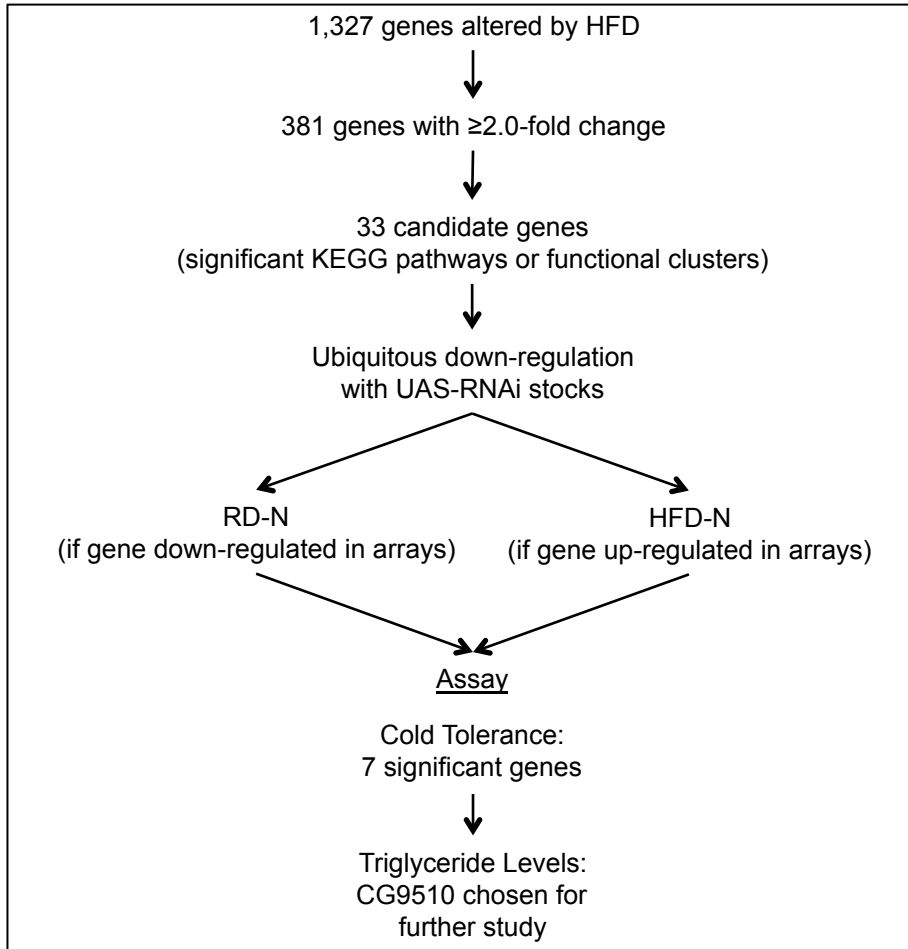 1,327 genes altered by HFD
381 genes with ≥2.0-fold change
33 candidate genes
(significant KEGG pathways or functional clusters)
Ubiquitous down-regulation
with UAS-RNAi stocks
RD-N
(if gene down-regulated in arrays)
HFD-N
(if gene up-regulated in arrays)
Assay
Cold Tolerance:
7 significant genes
Triglyceride Levels:
CG9510 chosen for
further study